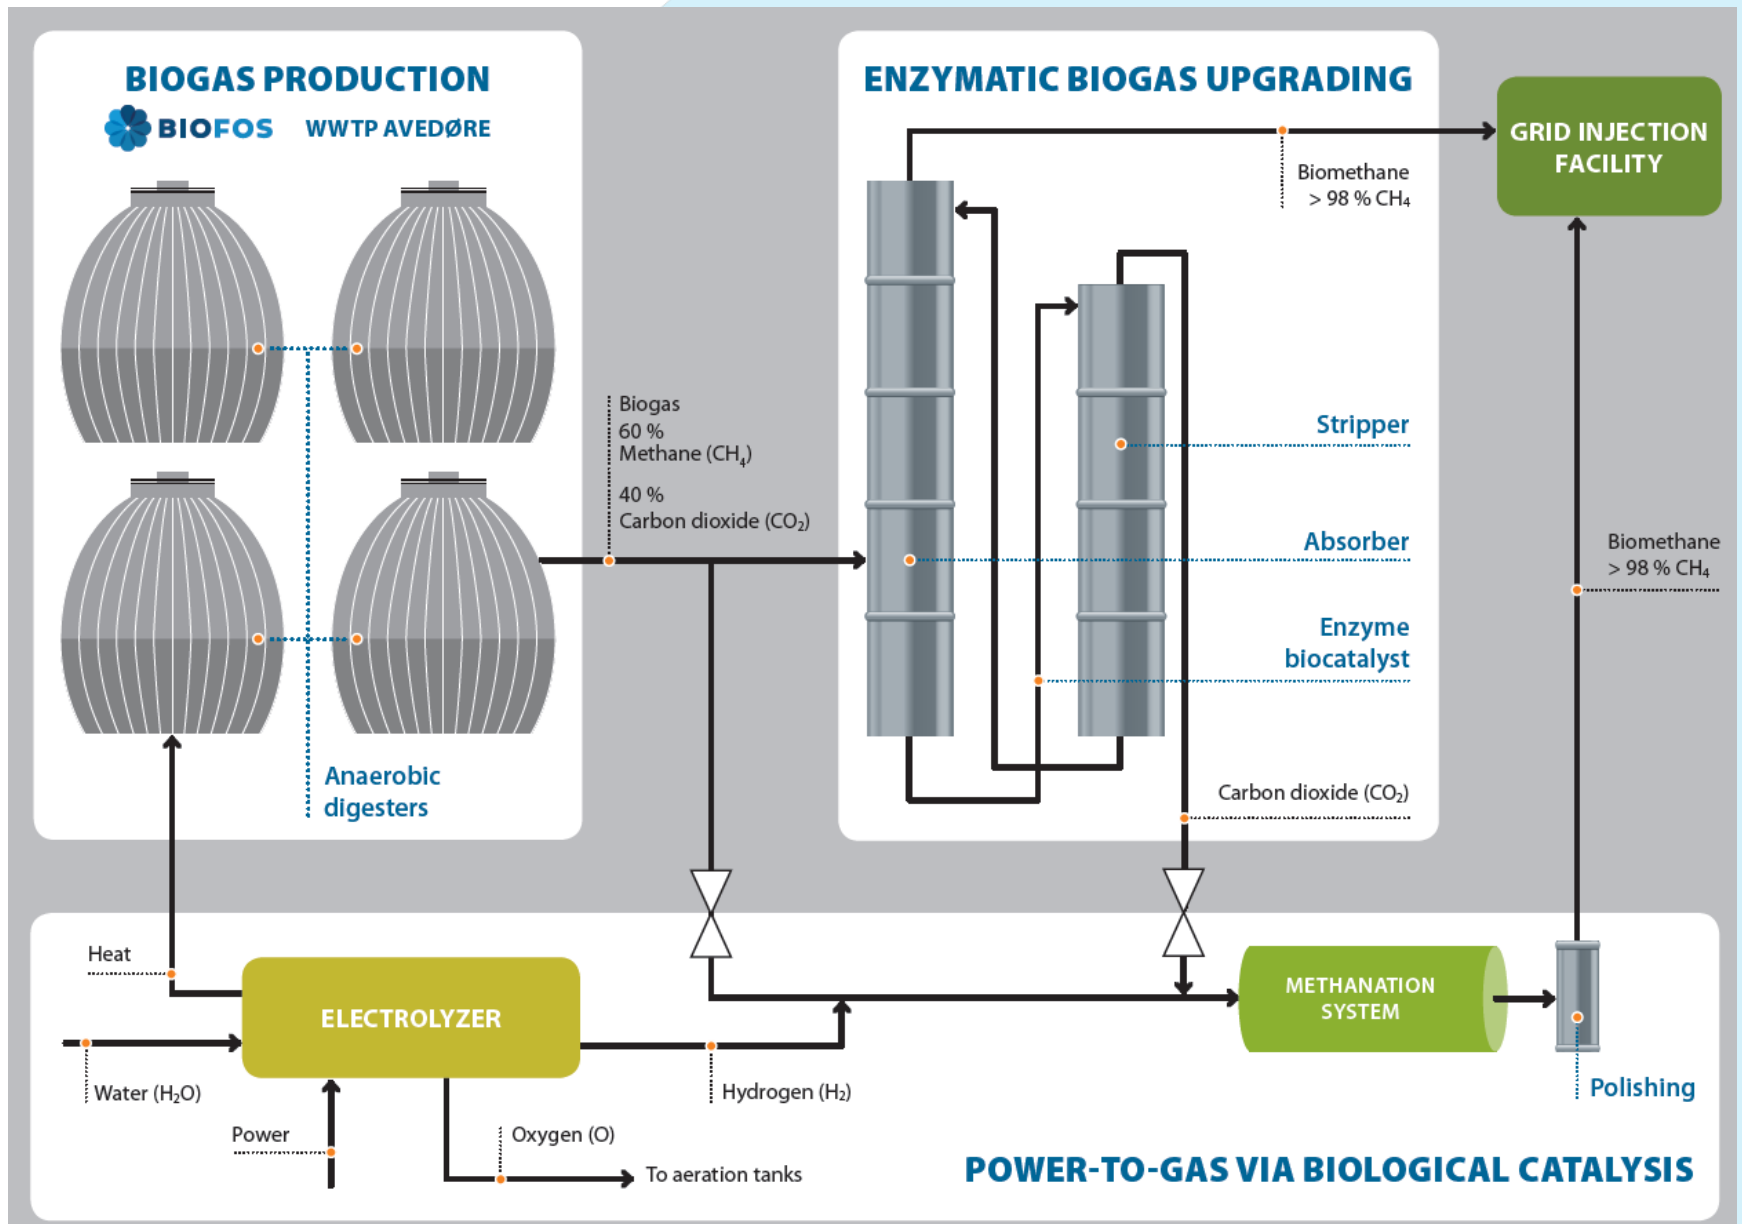 BIOGAS PRODUCTION
BIOFOS WWTP AVEDØRE
Anaerobic
digesters
Biogas
60 %
Methane (CH₄)
40 %
Carbon dioxide (CO₂)
ENZYMATIC BIOGAS UPGRADING
Biomethane
> 98 % CH₄
Stripper
Absorber
Enzyme
biocatalyst
Carbon dioxide (CO₂)
GRID INJECTION
FACILITY
Biomethane
> 98 % CH₄
Heat
ELECTROLYZER
Water (H₂O)
Power
Oxygen (O)
To aeration tanks
Hydrogen (H₂)
METHANATION
SYSTEM
Polishing
POWER-TO-GAS VIA BIOLOGICAL CATALYSIS